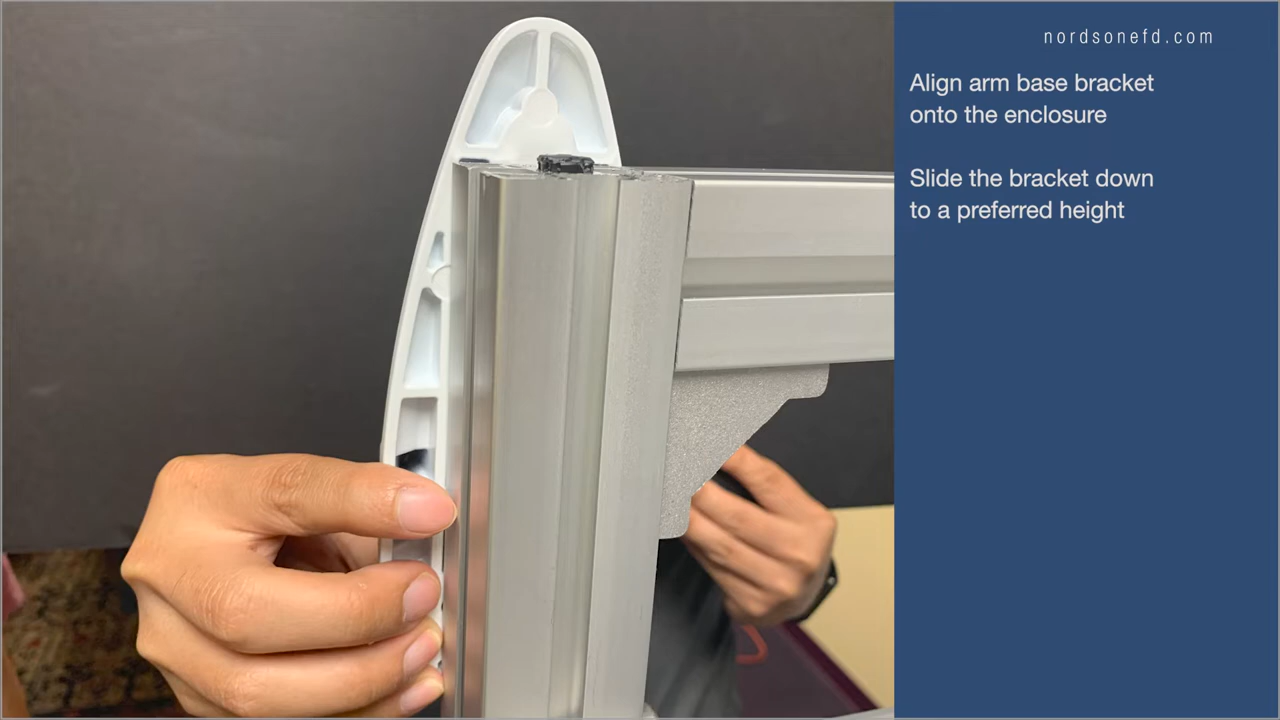 nordsonefd.com
Align arm base bracket
onto the enclosure
Slide the bracket down
to a preferred height